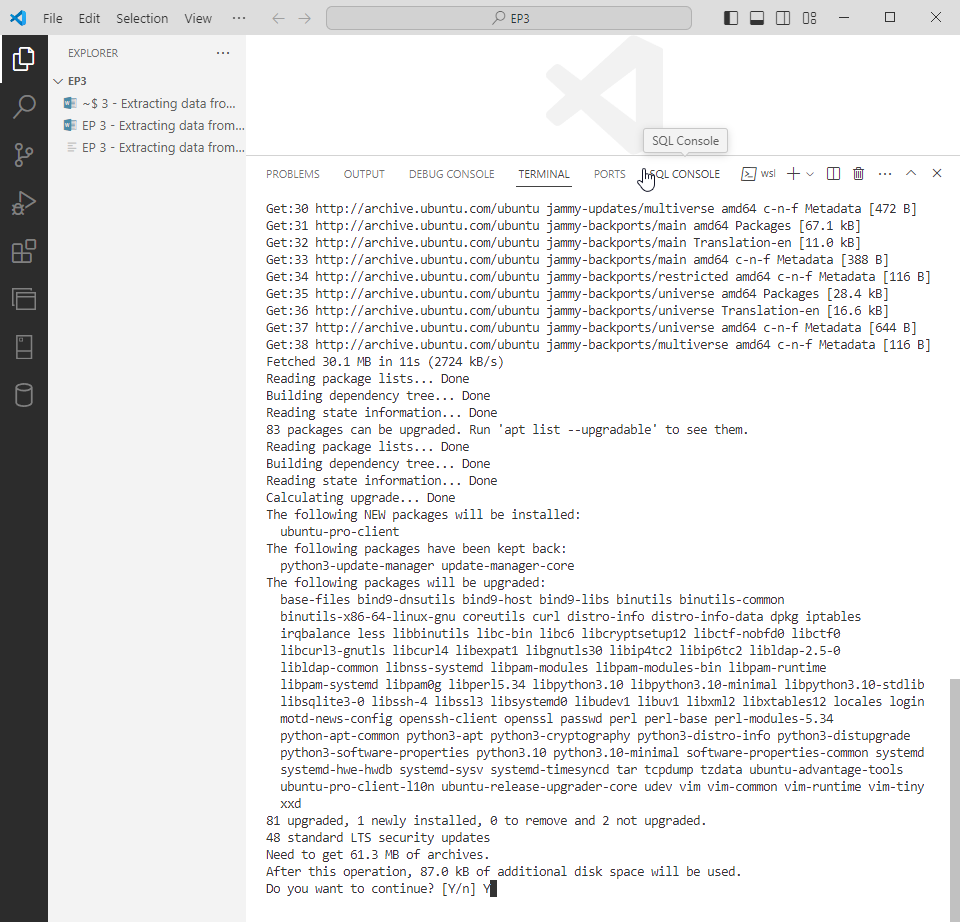 File Edit Selection View ··· EP3
EXPLORER ···
EP3
~$ 3 - Extracting data fro...
EP 3 - Extracting data from...
EP 3 - Extracting data from...
SQL Console
PROBLEMS OUTPUT DEBUG CONSOLE TERMINAL PORTS SQL CONSOLE wsl ···
Get:30 http://archive.ubuntu.com/ubuntu jammy-updates/multiverse amd64 c-n-f Metadata [472 B]
Get:31 http://archive.ubuntu.com/ubuntu jammy-backports/main amd64 Packages [67.1 kB]
Get:32 http://archive.ubuntu.com/ubuntu jammy-backports/main Translation-en [11.0 kB]
Get:33 http://archive.ubuntu.com/ubuntu jammy-backports/main amd64 c-n-f Metadata [388 B]
Get:34 http://archive.ubuntu.com/ubuntu jammy-backports/restricted amd64 c-n-f Metadata [116 B]
Get:35 http://archive.ubuntu.com/ubuntu jammy-backports/universe amd64 Packages [28.4 kB]
Get:36 http://archive.ubuntu.com/ubuntu jammy-backports/universe Translation-en [16.6 kB]
Get:37 http://archive.ubuntu.com/ubuntu jammy-backports/universe amd64 c-n-f Metadata [644 B]
Get:38 http://archive.ubuntu.com/ubuntu jammy-backports/multiverse amd64 c-n-f Metadata [116 B]
Fetched 30.1 MB in 11s (2724 kB/s)
Reading package lists... Done
Building dependency tree... Done
Reading state information... Done
83 packages can be upgraded. Run 'apt list --upgradable' to see them.
Reading package lists... Done
Building dependency tree... Done
Reading state information... Done
Calculating upgrade... Done
The following NEW packages will be installed:
ubuntu-pro-client
The following packages have been kept back:
python3-update-manager update-manager-core
The following packages will be upgraded:
base-files bind9-dnsutils bind9-host bind9-libs binutils binutils-common
binutils-x86-64-linux-gnu coreutils curl distro-info distro-info-data dpkg iptables
irqbalance less libbinutils libc-bin libc6 libcryptsetup12 libctf-nobfd0 libctf0
libcurl3-gnutls libcurl4 libexpat1 libgnutls30 libip4tc2 libip6tc2 libldap-2.5-0
libldap-common libnss-systemd libpam-modules libpam-modules-bin libpam-runtime
libpam-systemd libpam0g libperl5.34 libpython3.10 libpython3.10-minimal libpython3.10-stdlib
libsqlite3-0 libssh-4 libssl3 libsystemd0 libudev1 libuv1 libxml2 libxtables12 locales login
motd-news-config openssh-client openssl passwd perl perl-base perl-modules-5.34
python-apt-common python3-apt python3-cryptography python3-distro-info python3-distupgrade
python3-software-properties python3.10 python3.10-minimal software-properties-common systemd
systemd-hwe-hwdb systemd-sysv systemd-timesyncd tar tcpdump tzdata ubuntu-advantage-tools
ubuntu-pro-client-l10n ubuntu-release-upgrader-core udev vim vim-common vim-runtime vim-tiny
xxd
81 upgraded, 1 newly installed, 0 to remove and 2 not upgraded.
48 standard LTS security updates
Need to get 61.3 MB of archives.
After this operation, 87.0 kB of additional disk space will be used.
Do you want to continue? [Y/n] Y